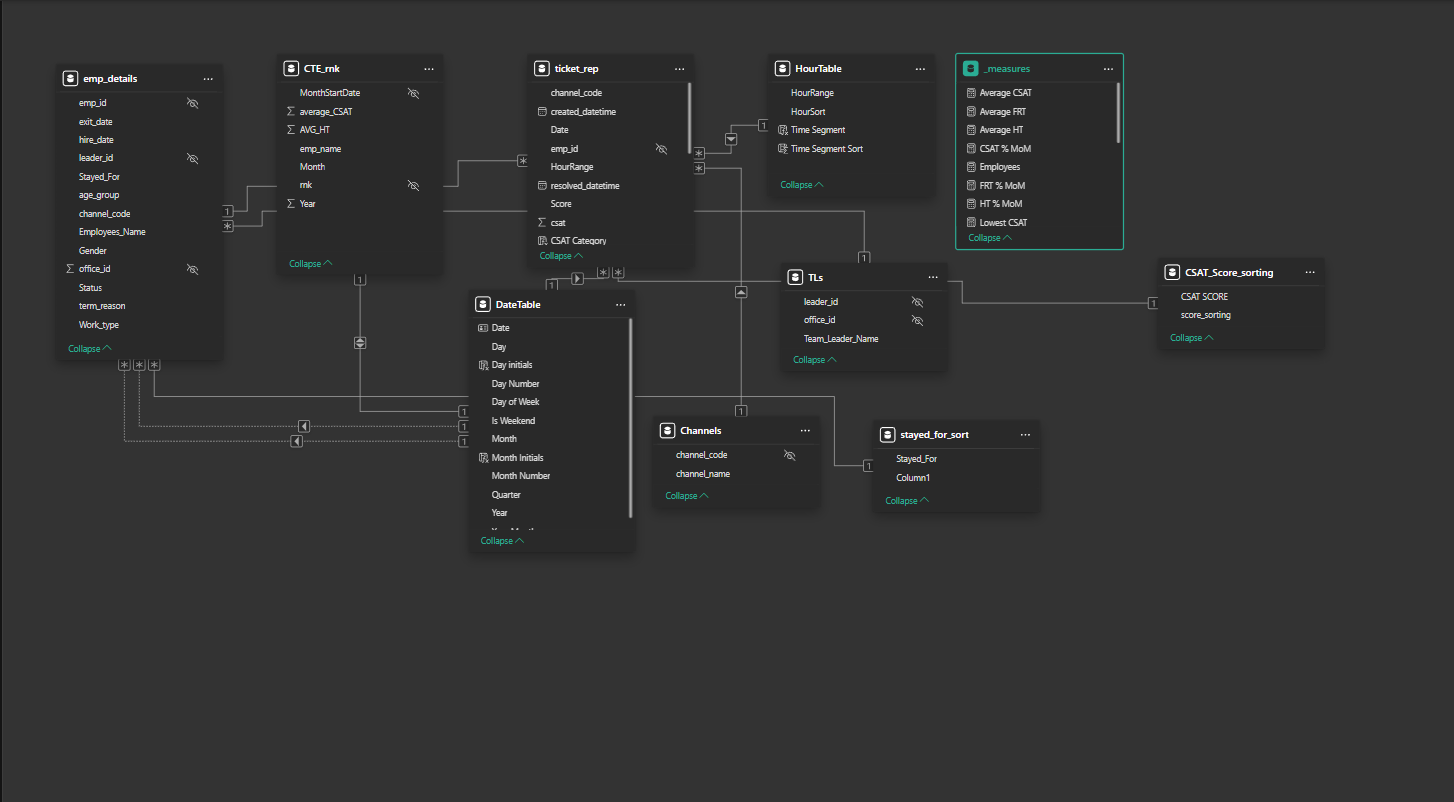 emp_details
emp_id
exit_date
hire_date
leader_id
Stayed_For
age_group
channel_code
Employees_Name
Gender
office_id
Status
term_reason
Work_type
Collapse
CTE_rnk
MonthStartDate
average_CSAT
AVG_HT
emp_name
Month
rnk
Year
Collapse
ticket_rep
channel_code
created_datetime
Date
emp_id
HourRange
resolved_datetime
Score
csat
CSAT Category
Collapse
HourTable
HourRange
HourSort
Time Segment
Time Segment Sort
Collapse
_measures
Average CSAT
Average FRT
Average HT
CSAT % MoM
Employees
FRT % MoM
HT % MoM
Lowest CSAT
Collapse
DateTable
Date
Day
Day initials
Day Number
Day of Week
Is Weekend
Month
Month Initials
Month Number
Quarter
Year
Collapse
TLs
leader_id
office_id
Team_Leader_Name
Collapse
CSAT_Score_sorting
CSAT SCORE
score_sorting
Collapse
Channels
channel_code
channel_name
Collapse
stayed_for_sort
Stayed_For
Column1
Collapse
1
*
*
1
*
*
1
1
*
*
1
1
1
*
*
*
1
1
1
1
1